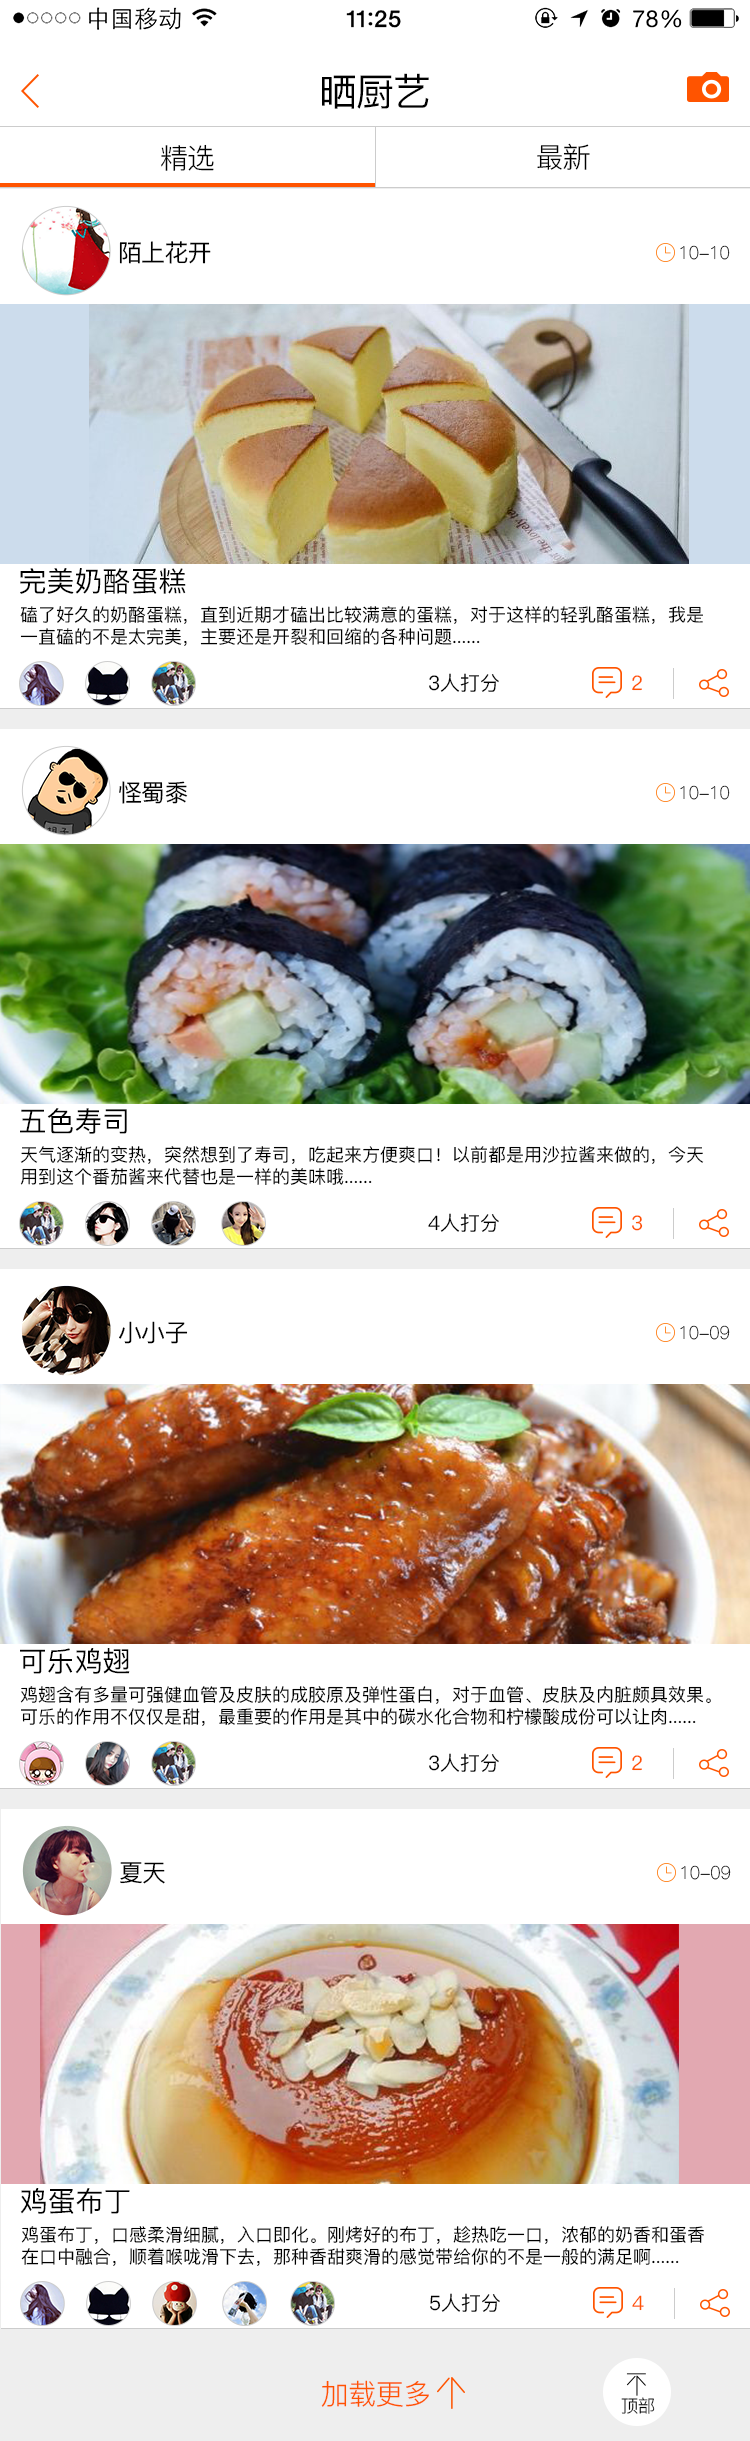 中国移动 11:25 78%
晒厨艺
精选 最新
陌上花开 10-10
完美奶酪蛋糕
磕了好久的奶酪蛋糕，直到近期才磕出比较满意的蛋糕，对于这样的轻乳酪蛋糕，我是
一直磕的不是太完美，主要还是开裂和回缩的各种问题......
3人打分 2
怪蜀黍 10-10
五色寿司
天气逐渐的变热，突然想到了寿司，吃起来方便爽口！以前都是用沙拉酱来做的，今天
用到这个番茄酱来代替也是一样的美味哦......
4人打分 3
小小子 10-09
可乐鸡翅
鸡翅含有多量可强健血管及皮肤的成胶原及弹性蛋白，对于血管、皮肤及内脏颇具效果。
可乐的作用不仅仅是甜，最重要的作用是其中的碳水化合物和柠檬酸成份可以让肉......
3人打分 2
夏天 10-09
鸡蛋布丁
鸡蛋布丁，口感柔滑细腻，入口即化。刚烤好的布丁，趁热吃一口，浓郁的奶香和蛋香
在口中融合，顺着喉咙滑下去，那种香甜爽滑的感觉带给你的不是一般的满足啊......
5人打分 4
加载更多
顶部